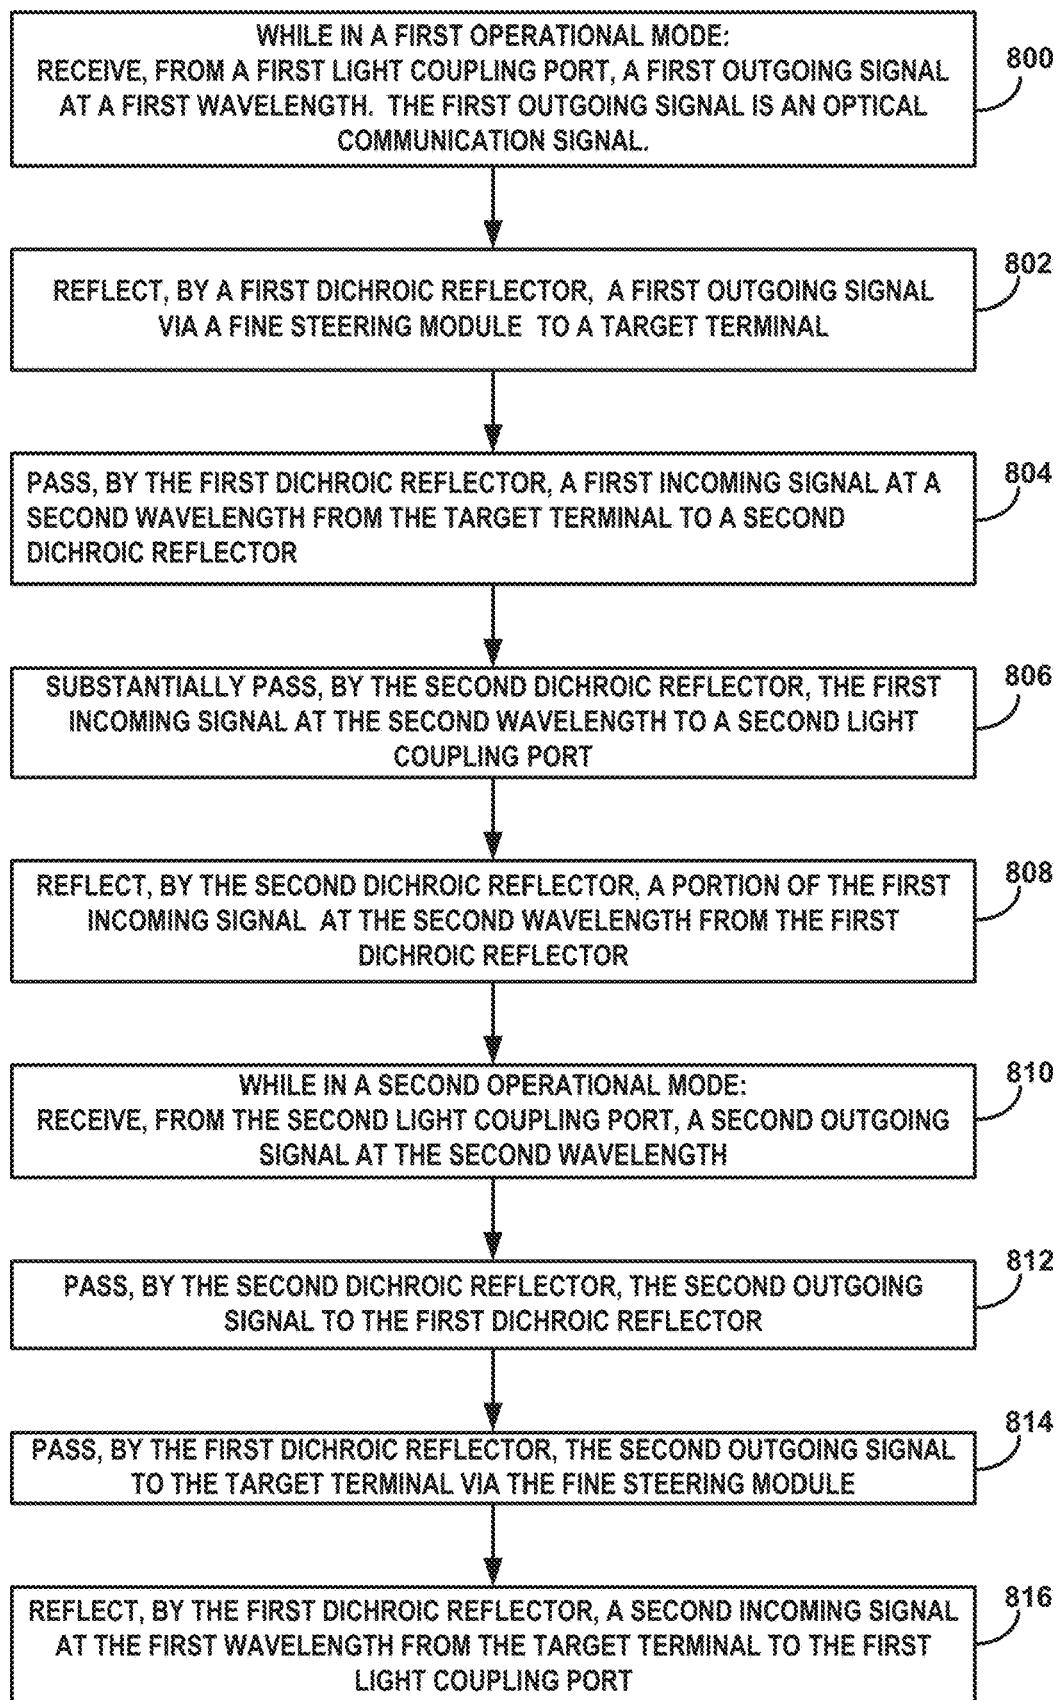 WHILE IN A FIRST OPERATIONAL MODE:
RECEIVE, FROM A FIRST LIGHT COUPLING PORT, A FIRST OUTGOING SIGNAL
AT A FIRST WAVELENGTH. THE FIRST OUTGOING SIGNAL IS AN OPTICAL
COMMUNICATION SIGNAL.
800
REFLECT, BY A FIRST DICHROIC REFLECTOR, A FIRST OUTGOING SIGNAL
VIA A FINE STEERING MODULE TO A TARGET TERMINAL
802
PASS, BY THE FIRST DICHROIC REFLECTOR, A FIRST INCOMING SIGNAL AT A
SECOND WAVELENGTH FROM THE TARGET TERMINAL TO A SECOND
DICHROIC REFLECTOR
804
SUBSTANTIALLY PASS, BY THE SECOND DICHROIC REFLECTOR, THE FIRST
INCOMING SIGNAL AT THE SECOND WAVELENGTH TO A SECOND LIGHT
COUPLING PORT
806
REFLECT, BY THE SECOND DICHROIC REFLECTOR, A PORTION OF THE FIRST
INCOMING SIGNAL AT THE SECOND WAVELENGTH FROM THE FIRST
DICHROIC REFLECTOR
808
WHILE IN A SECOND OPERATIONAL MODE:
RECEIVE, FROM THE SECOND LIGHT COUPLING PORT, A SECOND OUTGOING
SIGNAL AT THE SECOND WAVELENGTH
810
PASS, BY THE SECOND DICHROIC REFLECTOR, THE SECOND OUTGOING
SIGNAL TO THE FIRST DICHROIC REFLECTOR
812
PASS, BY THE FIRST DICHROIC REFLECTOR, THE SECOND OUTGOING SIGNAL
TO THE TARGET TERMINAL VIA THE FINE STEERING MODULE
814
REFLECT, BY THE FIRST DICHROIC REFLECTOR, A SECOND INCOMING SIGNAL
AT THE FIRST WAVELENGTH FROM THE TARGET TERMINAL TO THE FIRST
LIGHT COUPLING PORT
816